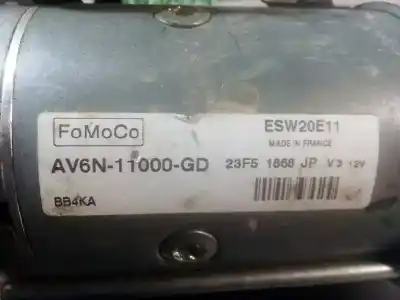 FoMoCo
ESW20E11
MADE IN FRANCE
AV6N-11000-GD 23F5 1868 JP V3 12V
BB4KA